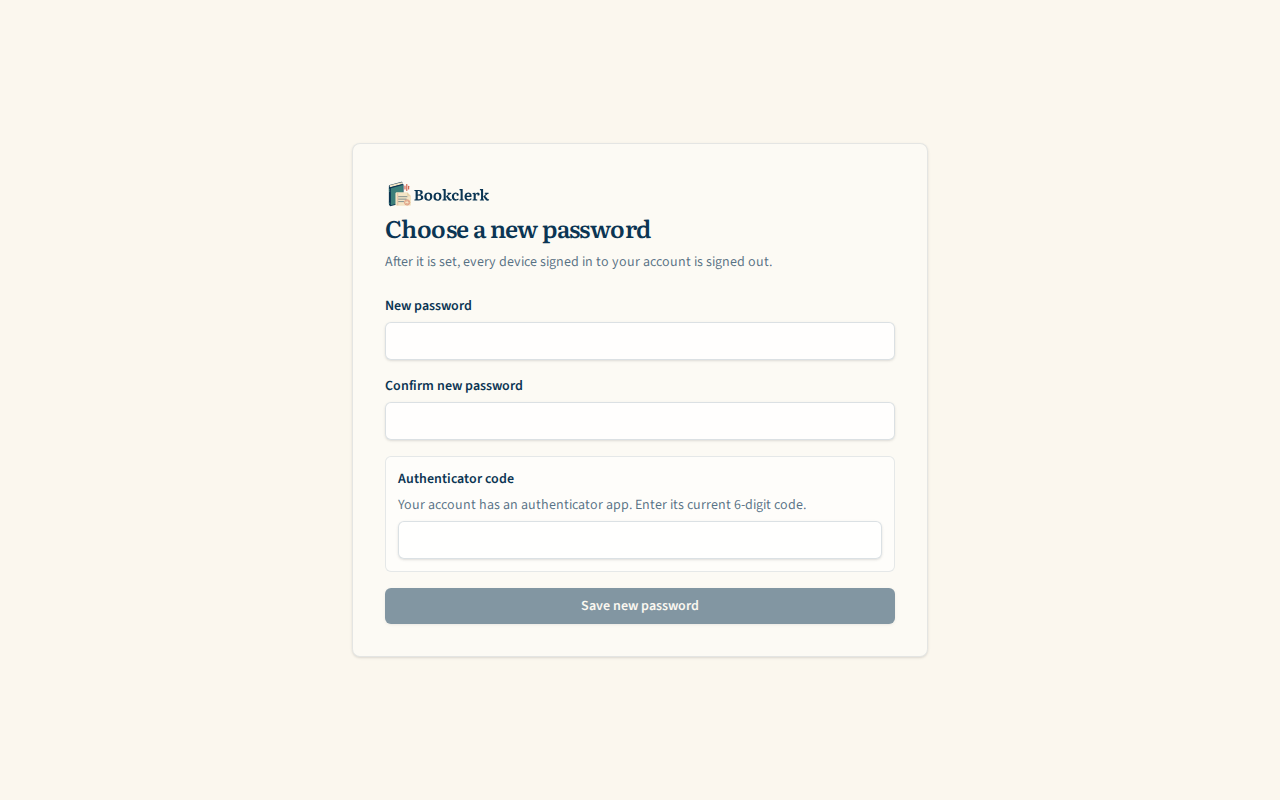 Bookclerk
Choose a new password
After it is set, every device signed in to your account is signed out.
New password
Confirm new password
Authenticator code
Your account has an authenticator app. Enter its current 6-digit code.
Save new password